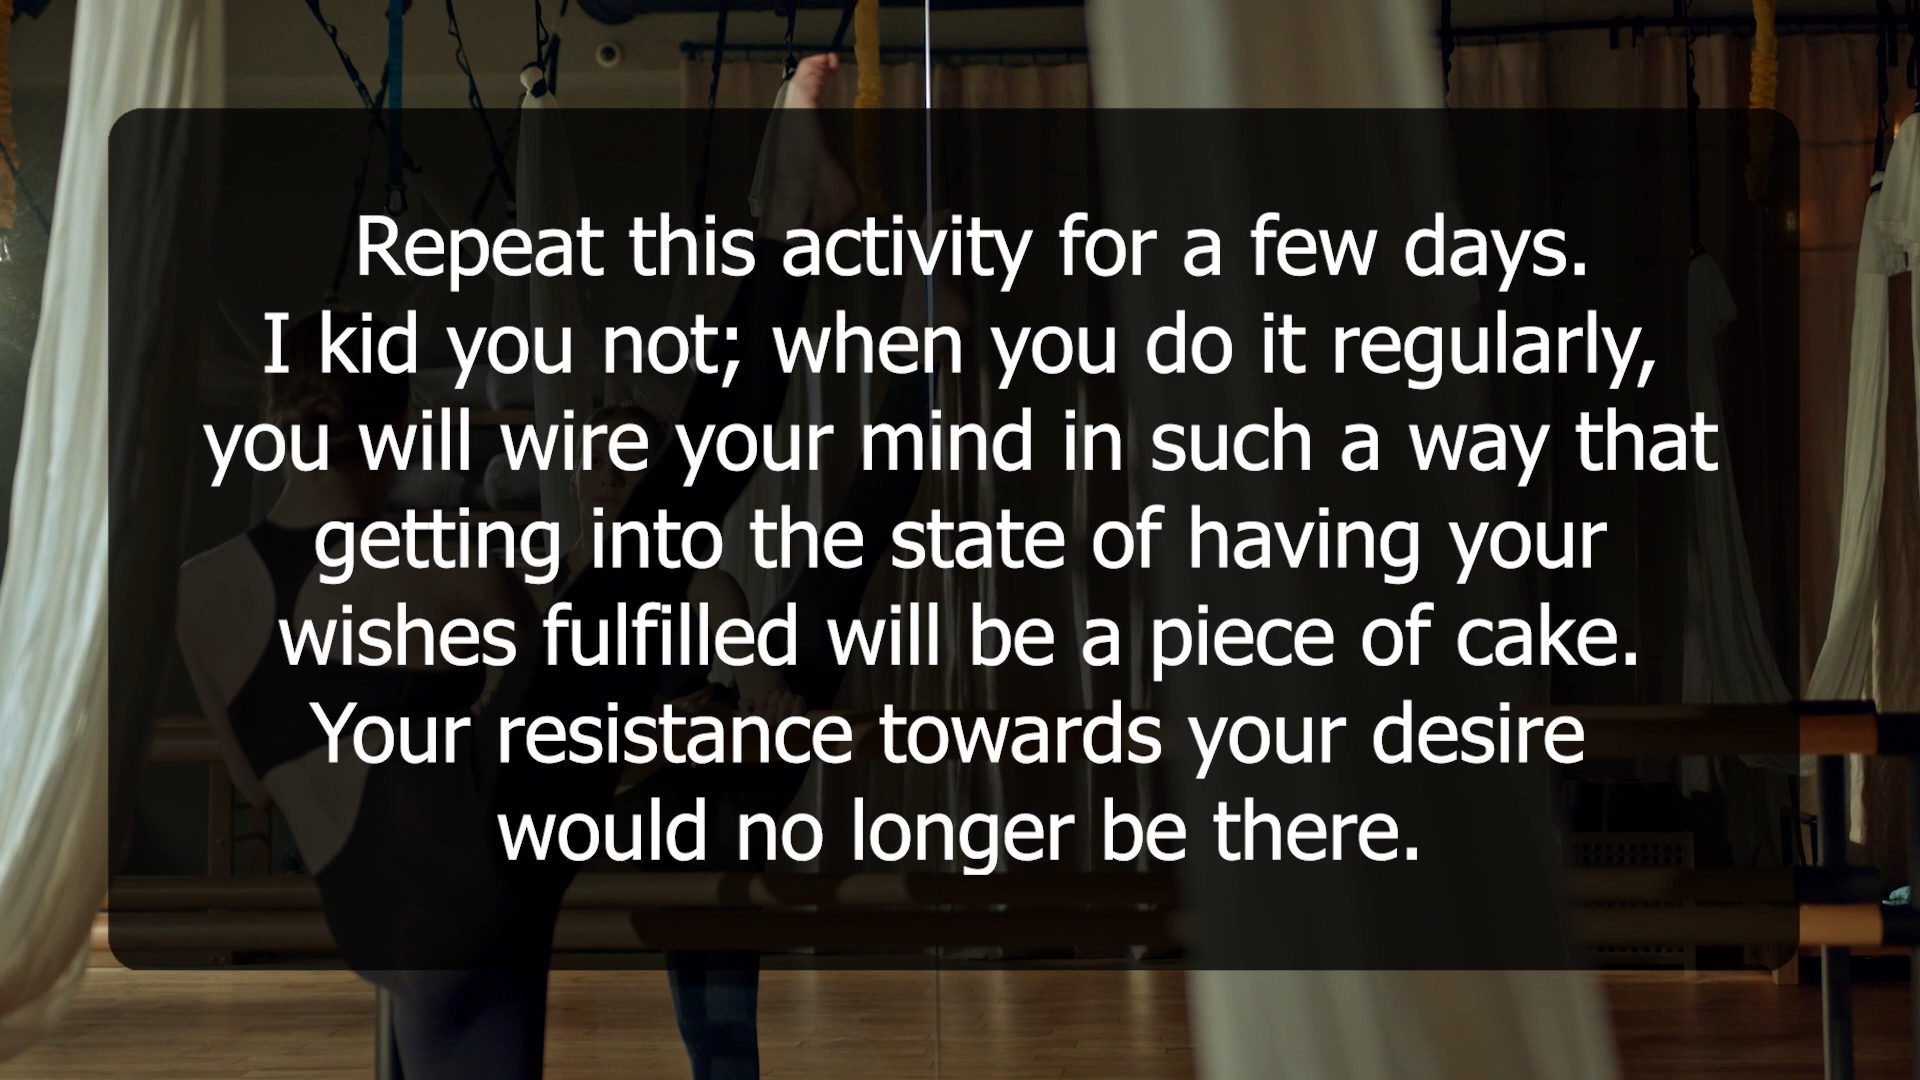 Repeat this activity for a few days.
I kid you not; when you do it regularly,
you will wire your mind in such a way that
getting into the state of having your
wishes fulfilled will be a piece of cake.
Your resistance towards your desire
would no longer be there.